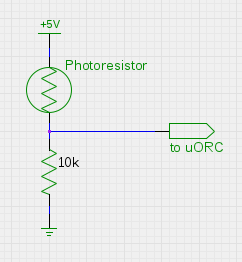 +5V
Photoresistor
10k
to uORC